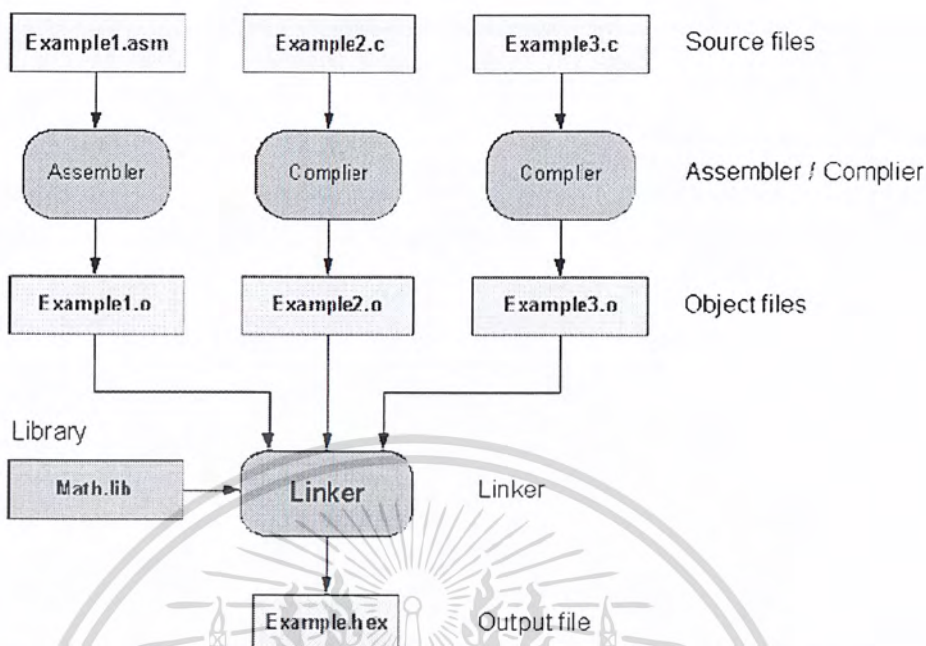 Example1.asm Example2.c Example3.c Source files
Assembler Complier Complier Assembler / Complier
Example1.o Example2.o Example3.o Object files
Library
Math.lib Linker Linker
Example.hex Output file